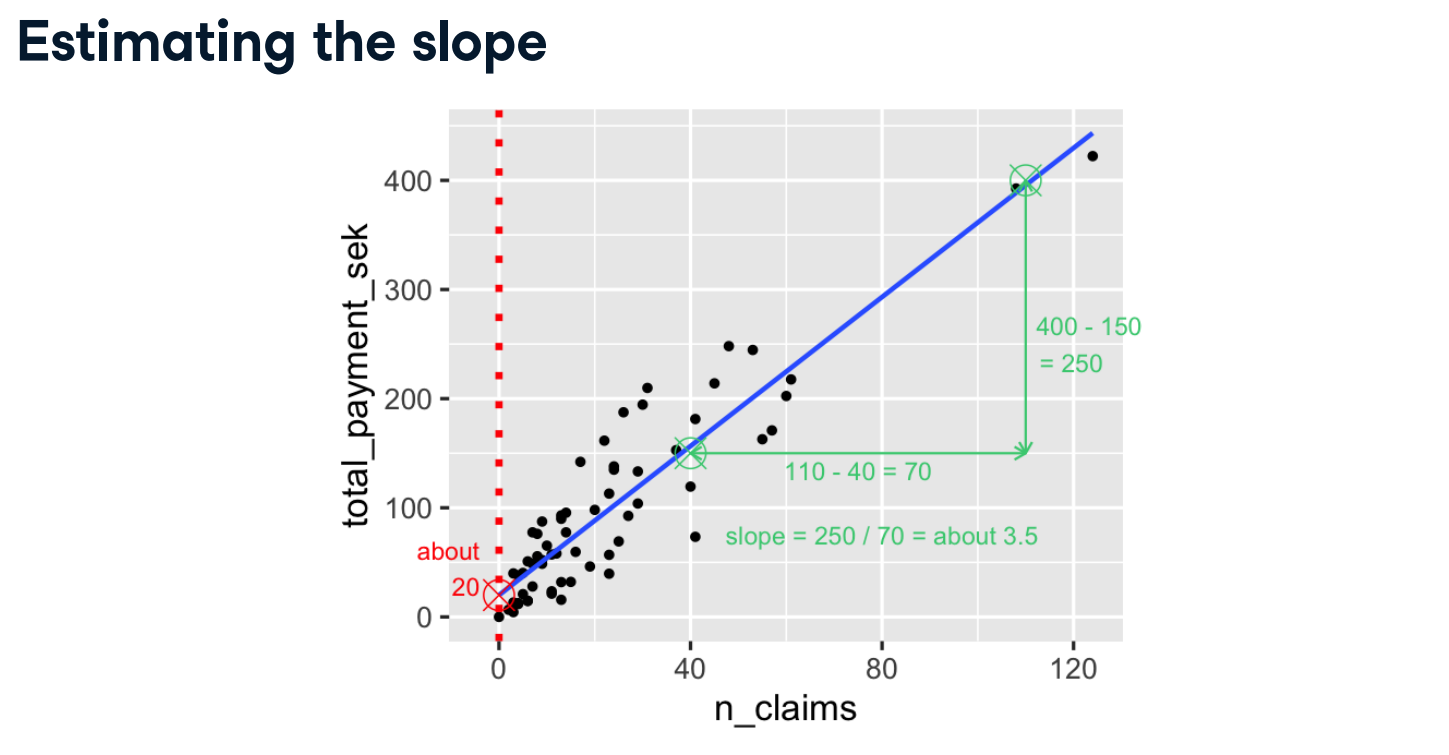 Estimating the slope
total_payment_sek
400
300
200
100
0
400 - 150
= 250
110 - 40 = 70
slope = 250 / 70 = about 3.5
about
20
0
40
80
120
n_claims